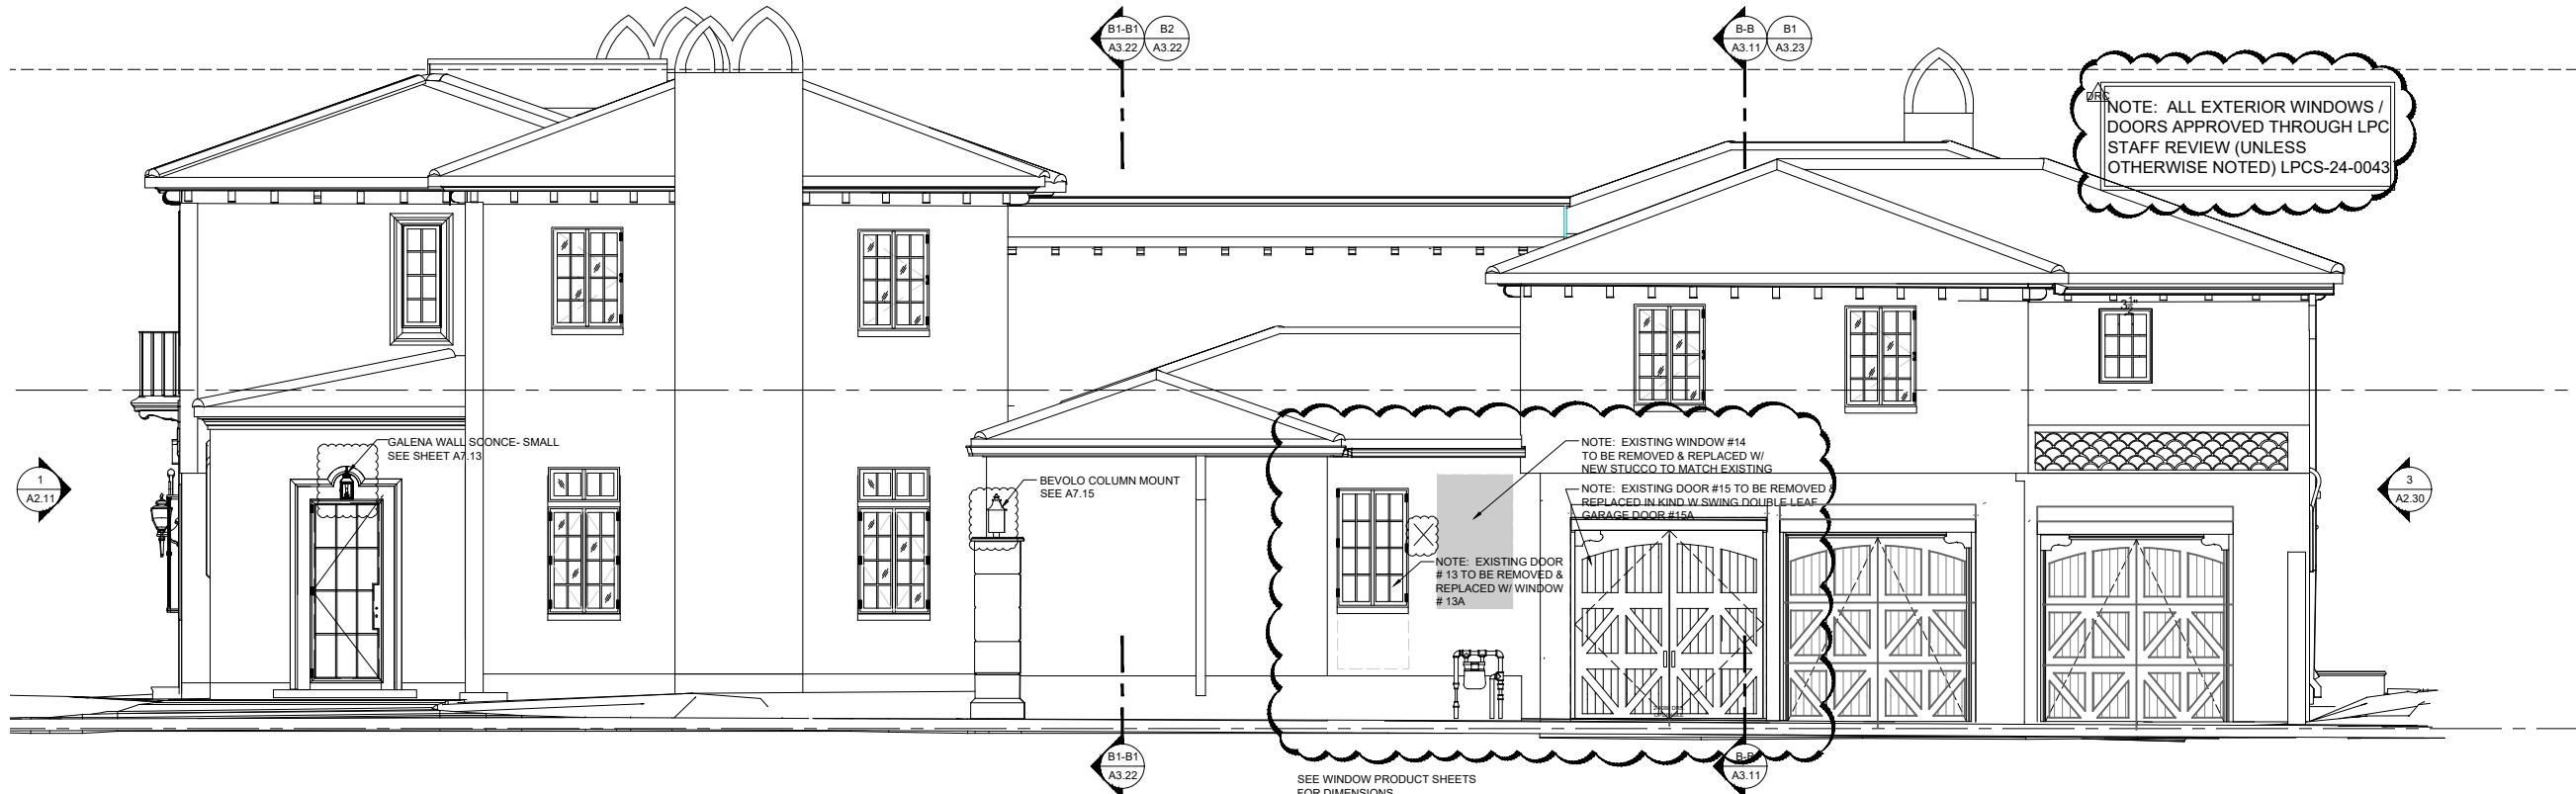 B1-B1
A3.22
B2
A3.22
B-B
A3.11
B1
A3.23
DRC
NOTE: ALL EXTERIOR WINDOWS /
DOORS APPROVED THROUGH LPC
STAFF REVIEW (UNLESS
OTHERWISE NOTED) LPCS-24-0043
GALENA WALL SCONCE- SMALL
SEE SHEET A7.13
1
A2.11
BEVOLO COLUMN MOUNT
SEE A7.15
NOTE: EXISTING WINDOW #14
TO BE REMOVED & REPLACED W/
NEW STUCCO TO MATCH EXISTING
NOTE: EXISTING DOOR #15 TO BE REMOVED &
REPLACED IN KIND W SWING DOUBLE LEAF
GARAGE DOOR #15A
NOTE: EXISTING DOOR
# 13 TO BE REMOVED &
REPLACED W/ WINDOW
# 13A
3
A2.30
B1-B1
A3.22
B-B
A3.11
SEE WINDOW PRODUCT SHEETS
FOR DIMENSIONS